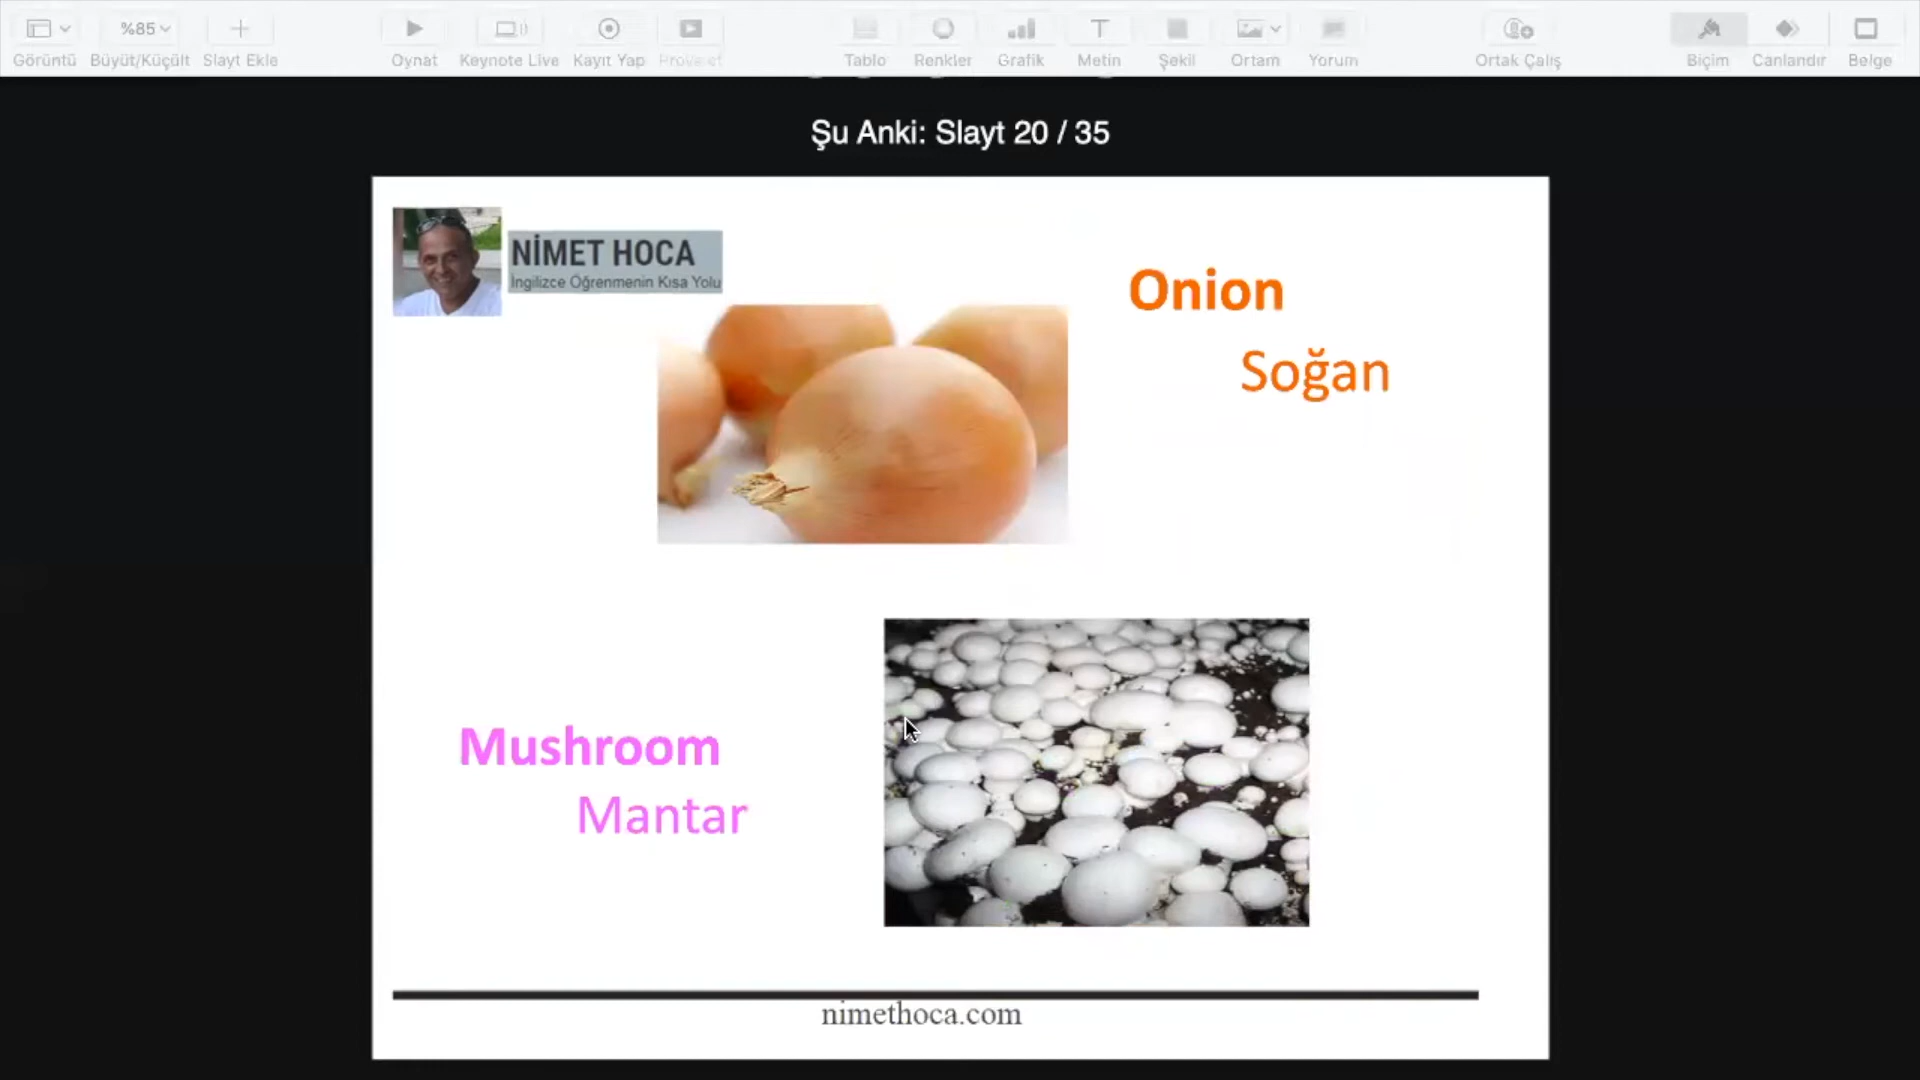 %85
Görüntü Büyüt/Küçült Slayt Ekle Oynat Keynote Live Kayıt Yap Prova et Tablo Renkler Grafik Metin Şekil Ortam Yorum Ortak Çalış Biçim Canlandır Belge
Şu Anki: Slayt 20 / 35
NİMET HOCA
İngilizce Öğrenmenin Kısa Yolu
Onion
Soğan
Mushroom
Mantar
nimethoca.com